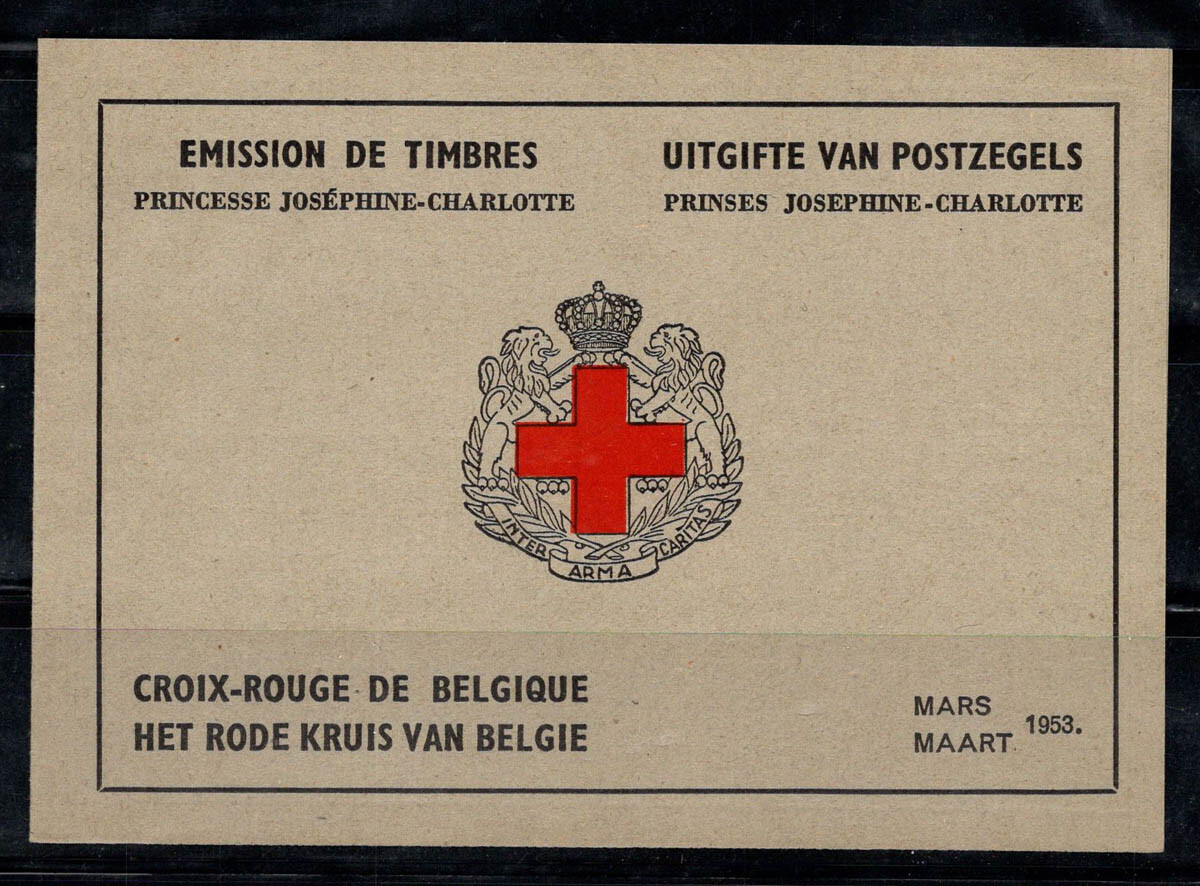 EMISSION DE TIMBRES
PRINCESSE JOSÉPHINE-CHARLOTTE
UITGIFTE VAN POSTZEGELS
PRINSES JOSEPHINE-CHARLOTTE
INTER ARMA CARITAS
CROIX-ROUGE DE BELGIQUE
HET RODE KRUIS VAN BELGIE
MARS
MAART 1953.